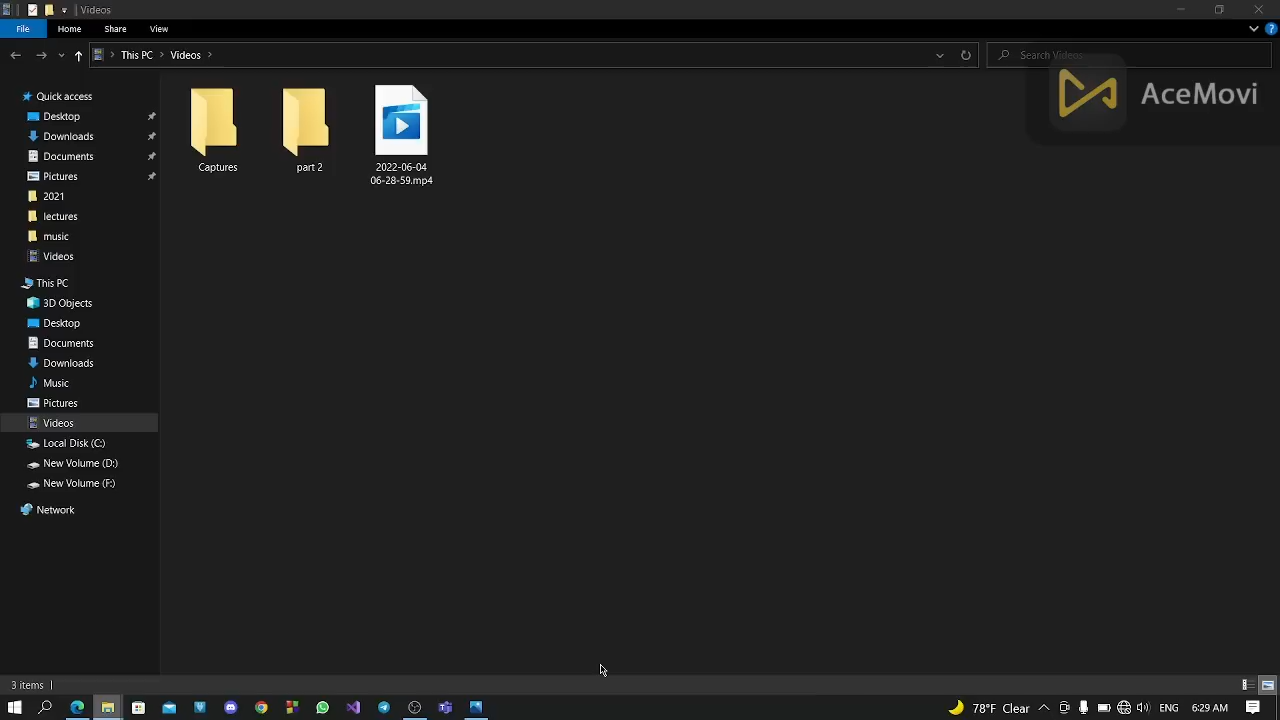 Videos
File Home Share View
This PC Videos Search Videos
AceMovi
Quick access
Desktop
Downloads
Documents
Pictures
2021
lectures
music
Videos
This PC
3D Objects
Desktop
Documents
Downloads
Music
Pictures
Videos
Local Disk (C:)
New Volume (D:)
New Volume (F:)
Network
Captures
part 2
2022-06-04
06-28-59.mp4
3 items
78°F Clear ENG 6:29 AM